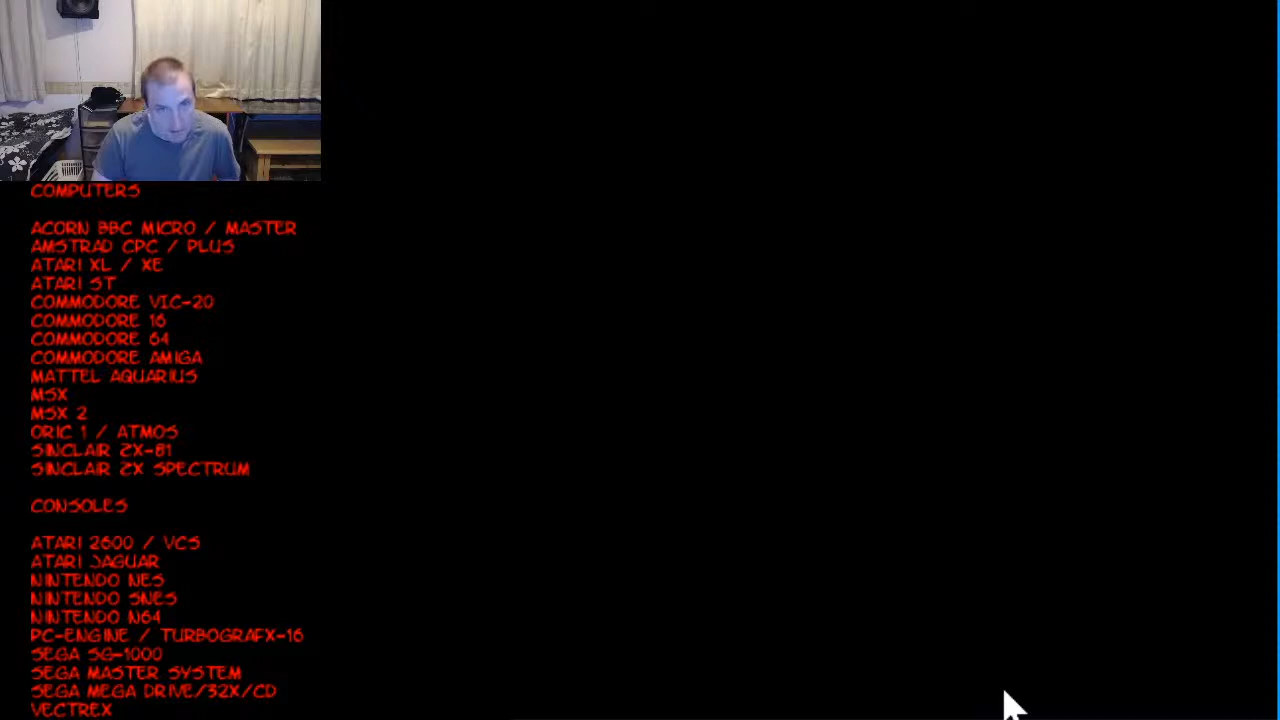 COMPUTERS
ACORN BBC MICRO / MASTER
AMSTRAD CPC / PLUS
ATARI XL / XE
ATARI ST
COMMODORE VIC-20
COMMODORE 16
COMMODORE 64
COMMODORE AMIGA
MATTEL AQUARIUS
MSX
MSX 2
ORIC 1 / ATMOS
SINCLAIR ZX-81
SINCLAIR ZX SPECTRUM
CONSOLES
ATARI 2600 / VCS
ATARI JAGUAR
NINTENDO NES
NINTENDO SNES
NINTENDO N64
PC-ENGINE / TURBOGRAFX-16
SEGA SG-1000
SEGA MASTER SYSTEM
SEGA MEGA DRIVE/32X/CD
VECTREX